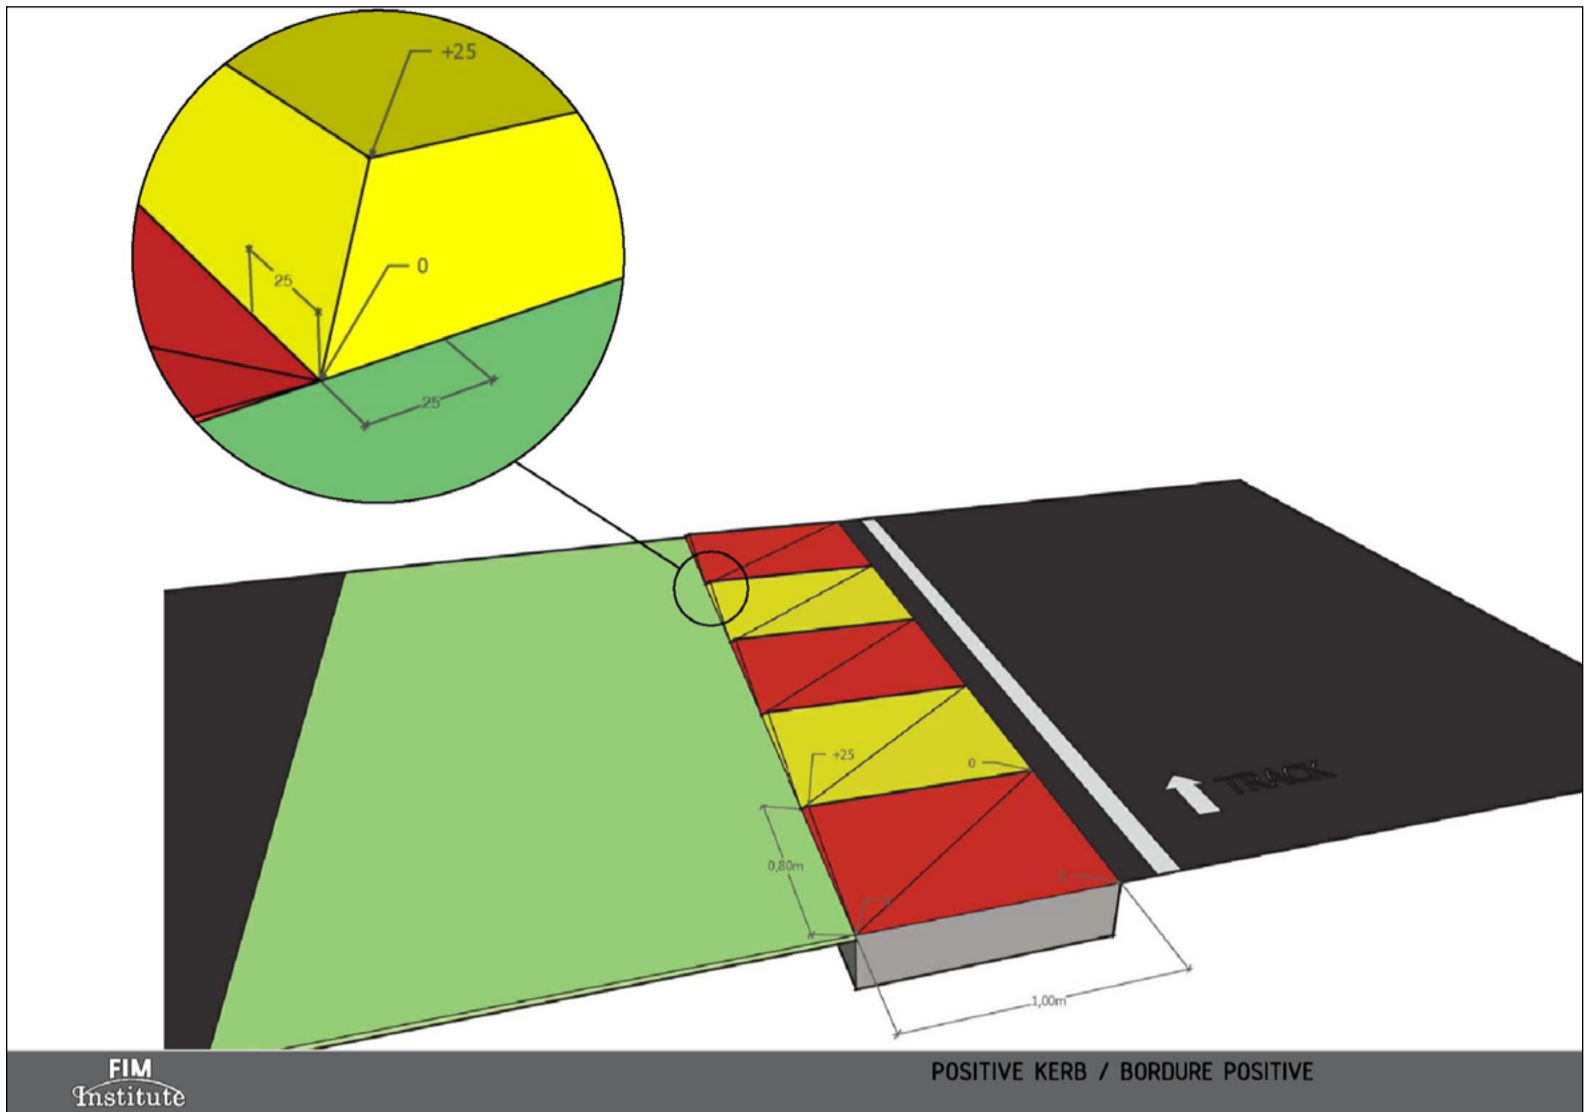 +25
0
25
25
+25
0
TRACK
0,80m
1,00m
FIM
Institute
POSITIVE KERB / BORDURE POSITIVE